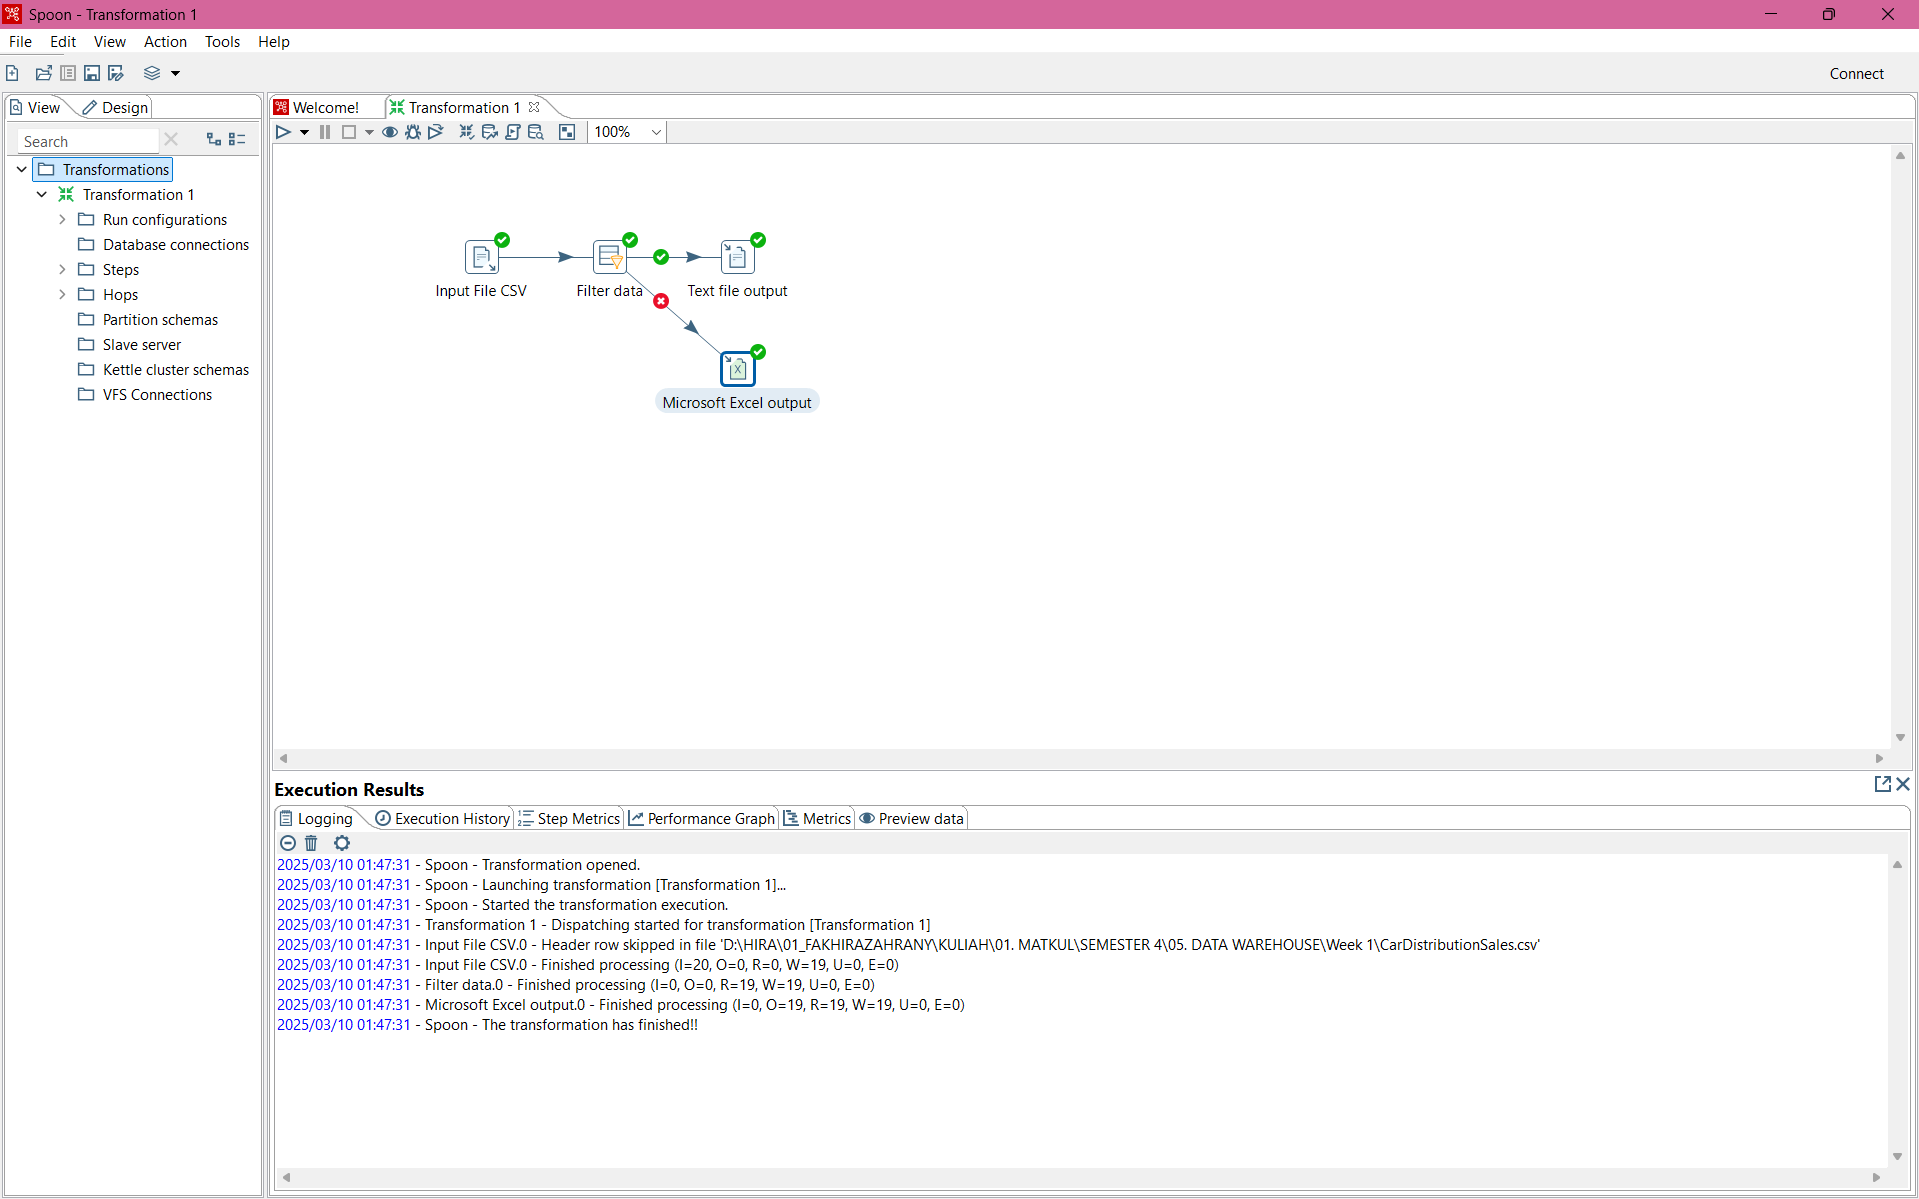 Spoon - Transformation 1
File Edit View Action Tools Help
Connect
View Design
Search
Transformations
Transformation 1
Run configurations
Database connections
Steps
Hops
Partition schemas
Slave server
Kettle cluster schemas
VFS Connections
Welcome! Transformation 1
100%
Input File CSV Filter data Text file output
Microsoft Excel output
Execution Results
Logging Execution History Step Metrics Performance Graph Metrics Preview data
2025/03/10 01:47:31 - Spoon - Transformation opened.
2025/03/10 01:47:31 - Spoon - Launching transformation [Transformation 1]...
2025/03/10 01:47:31 - Spoon - Started the transformation execution.
2025/03/10 01:47:31 - Transformation 1 - Dispatching started for transformation [Transformation 1]
2025/03/10 01:47:31 - Input File CSV.0 - Header row skipped in file 'D:\HIRA\01_FAKHIRAZAHRANY\KULIAH\01. MATKUL\SEMESTER 4\05. DATA WAREHOUSE\Week 1\CarDistributionSales.csv'
2025/03/10 01:47:31 - Input File CSV.0 - Finished processing (I=20, O=0, R=0, W=19, U=0, E=0)
2025/03/10 01:47:31 - Filter data.0 - Finished processing (I=0, O=0, R=19, W=19, U=0, E=0)
2025/03/10 01:47:31 - Microsoft Excel output.0 - Finished processing (I=0, O=19, R=19, W=19, U=0, E=0)
2025/03/10 01:47:31 - Spoon - The transformation has finished!!